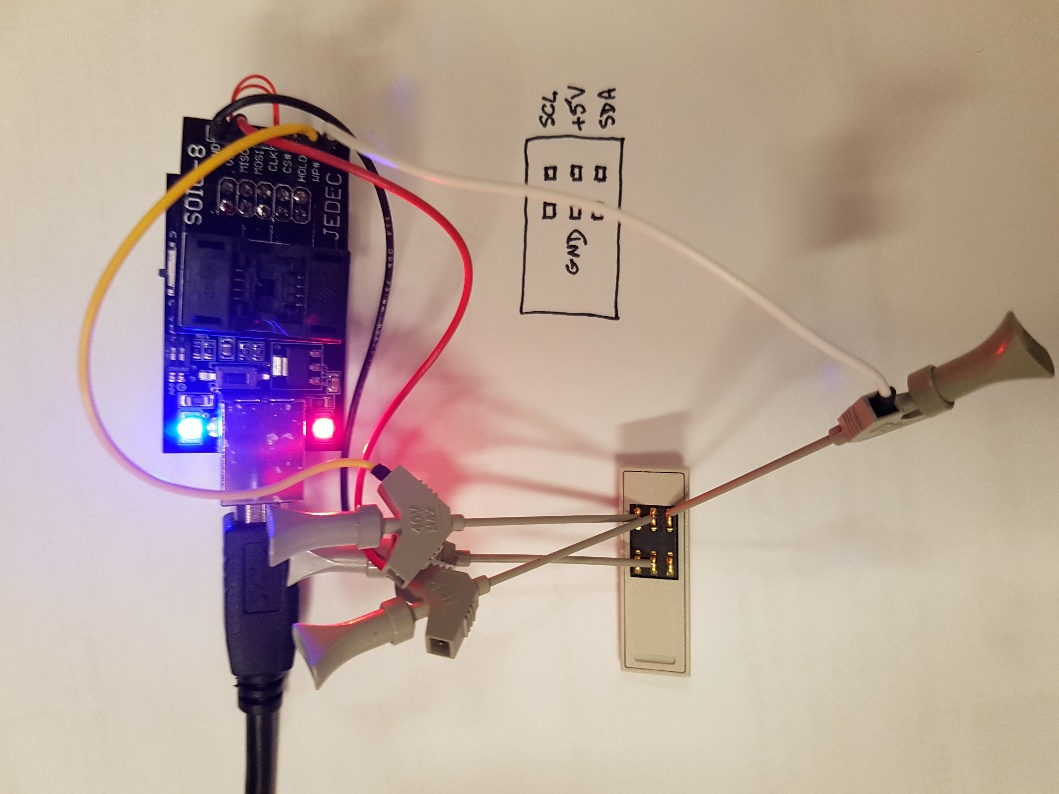 SCL
+5V
SDA
GND
SOIC-8
MISO
MOSI
CLK
CS#
HOLD
WP#
JEDEC